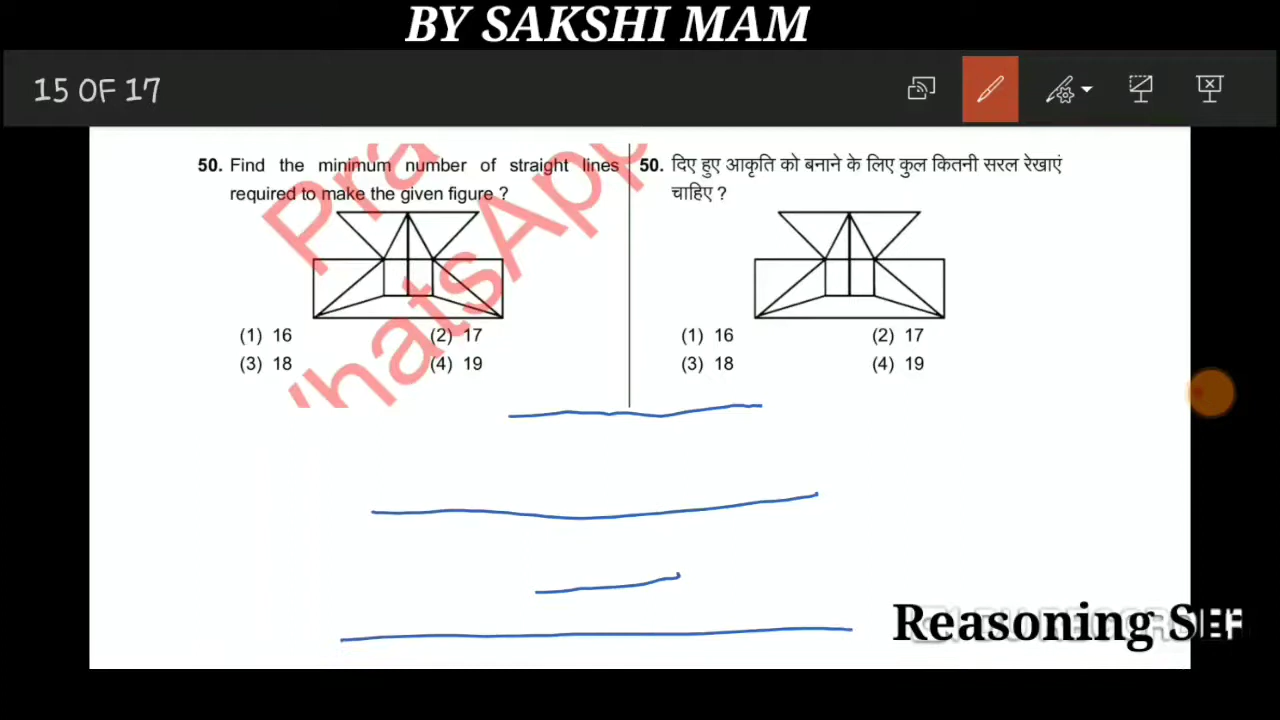 BY SAKSHI MAM
15 OF 17
50. Find the minimum number of straight lines
required to make the given figure ?
(1) 16 (2) 17
(3) 18 (4) 19
50. दिए हुए आकृति को बनाने के लिए कुल कितनी सरल रेखाएं
चाहिए ?
(1) 16 (2) 17
(3) 18 (4) 19
Reasoning